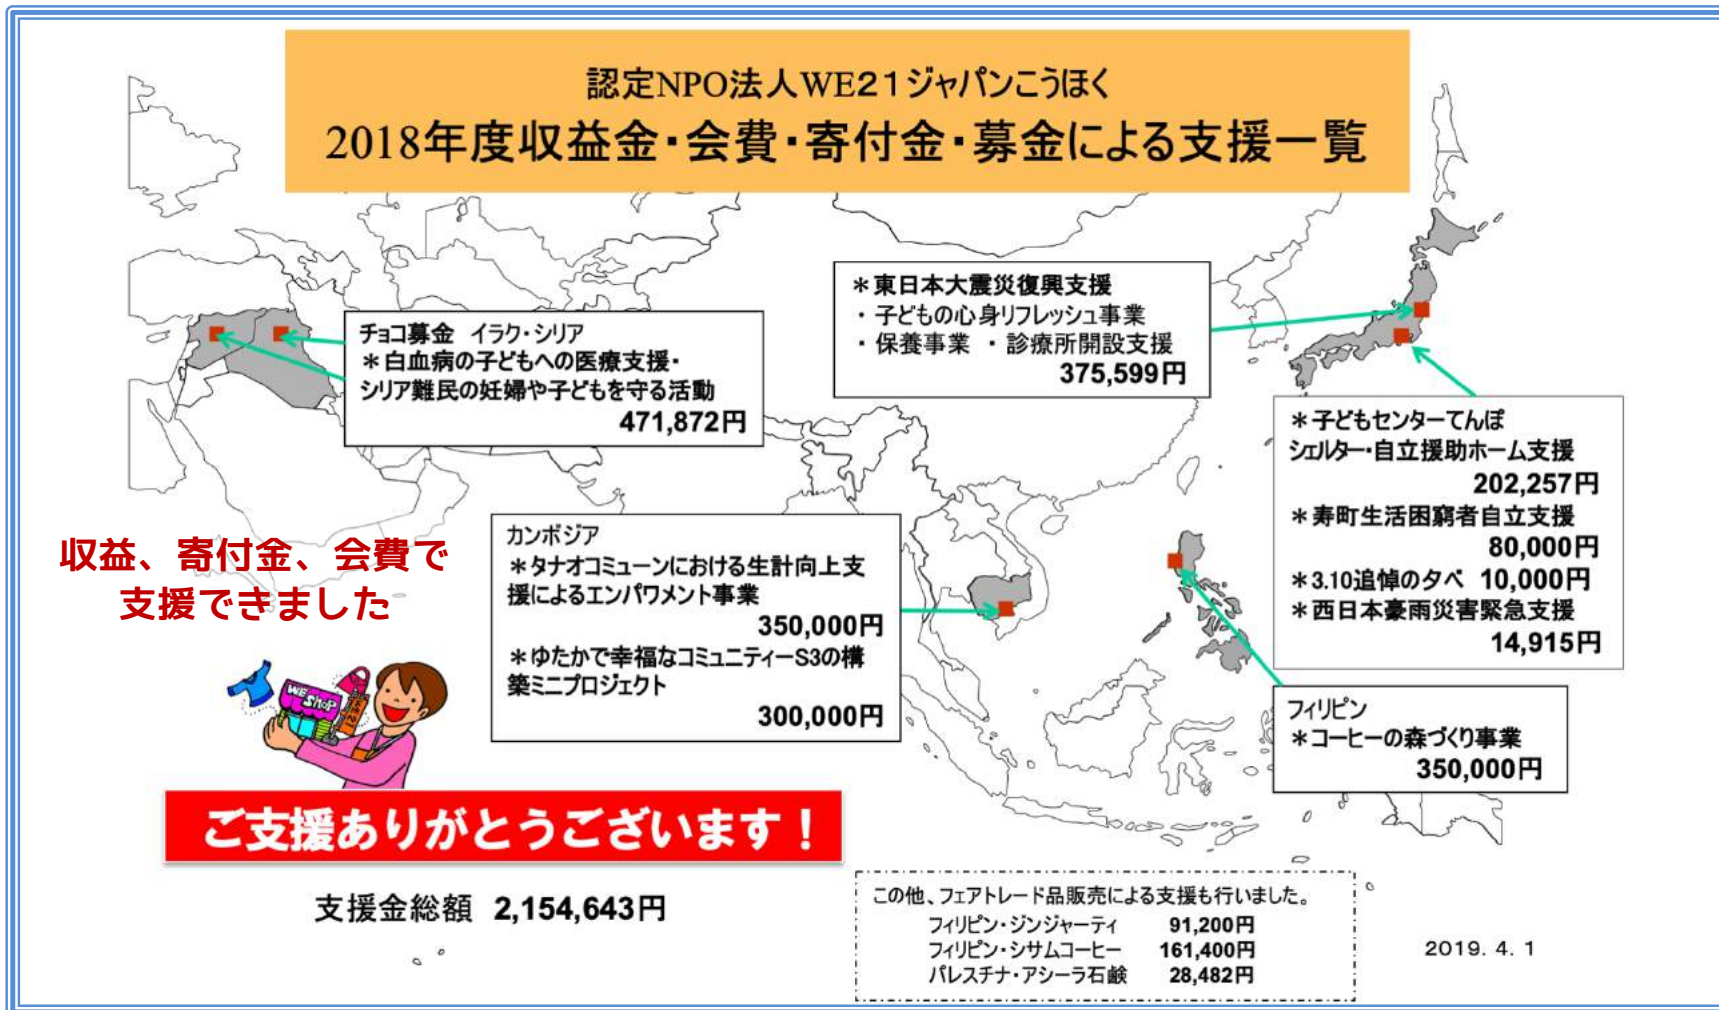 認定NPO法人WE21ジャパンこうほく
2018年度収益金・会費・寄付金・募金による支援一覧
チョコ募金 イラク・シリア
＊白血病の子どもへの医療支援・
シリア難民の妊婦や子どもを守る活動
471,872円
＊東日本大震災復興支援
・ 子どもの心身リフレッシュ事業
・ 保養事業 ・ 診療所開設支援
375,599円
＊子どもセンターてんぽ
シェルター・自立援助ホーム支援
202,257円
＊寿町生活困窮者自立支援
80,000円
＊3.10追悼の夕べ 10,000円
＊西日本豪雨災害緊急支援
14,915円
収益、寄付金、会費で
支援できました
カンボジア
＊タナオコミューンにおける生計向上支
援によるエンパワメント事業
350,000円
＊ゆたかで幸福なコミュニティーS3の構
築ミニプロジェクト
300,000円
フィリピン
＊コーヒーの森づくり事業
350,000円
WE
SHOP
WE 21
ご支援ありがとうございます！
支援金総額 2,154,643円
この他、フェアトレード品販売による支援も行いました。
フィリピン・ジンジャーティ 91,200円
フィリピン・シサムコーヒー 161,400円
パレスチナ・アシーラ石鹸 28,482円
2019. 4. 1